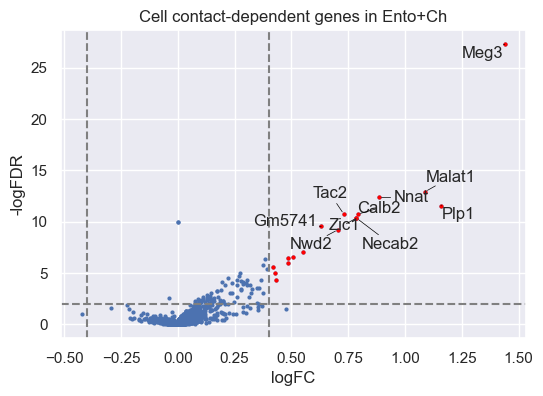 Cell contact-dependent genes in Ento+Ch
-logFDR
25
20
15
10
5
0
Meg3
Malat1
Tac2
Nnat
Calb2
Plp1
Gm5741
Zic1
Nwd2
Necab2
−0.50
−0.25
0.00
0.25
0.50
0.75
1.00
1.25
1.50
logFC